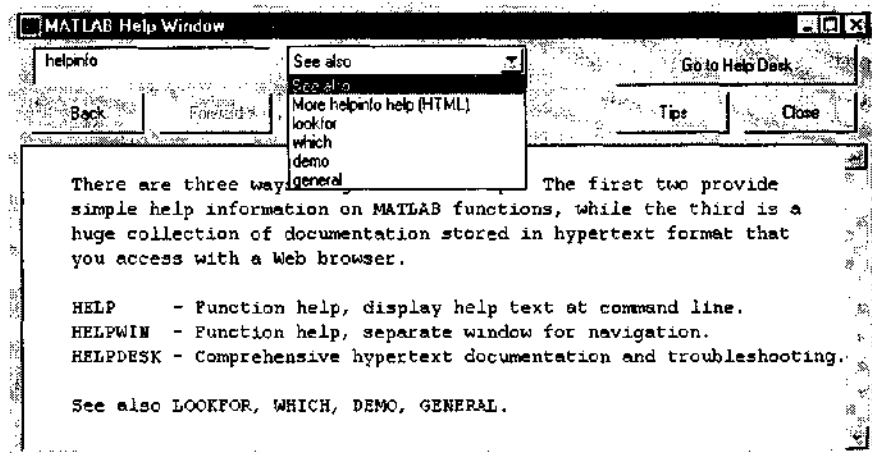 MATLAB Help Window
helpinfo
See also
Go to Help Desk
See also
More helpinfo help (HTML)
lookfor
which
demo
general
Back
Forward
Tips
Close
There are three ways The first two provide
simple help information on MATLAB functions, while the third is a
huge collection of documentation stored in hypertext format that
you access with a Web browser.
HELP - Function help, display help text at command line.
HELPWIN - Function help, separate window for navigation.
HELPDESK - Comprehensive hypertext documentation and troubleshooting.
See also LOOKFOR, WHICH, DEMO, GENERAL.